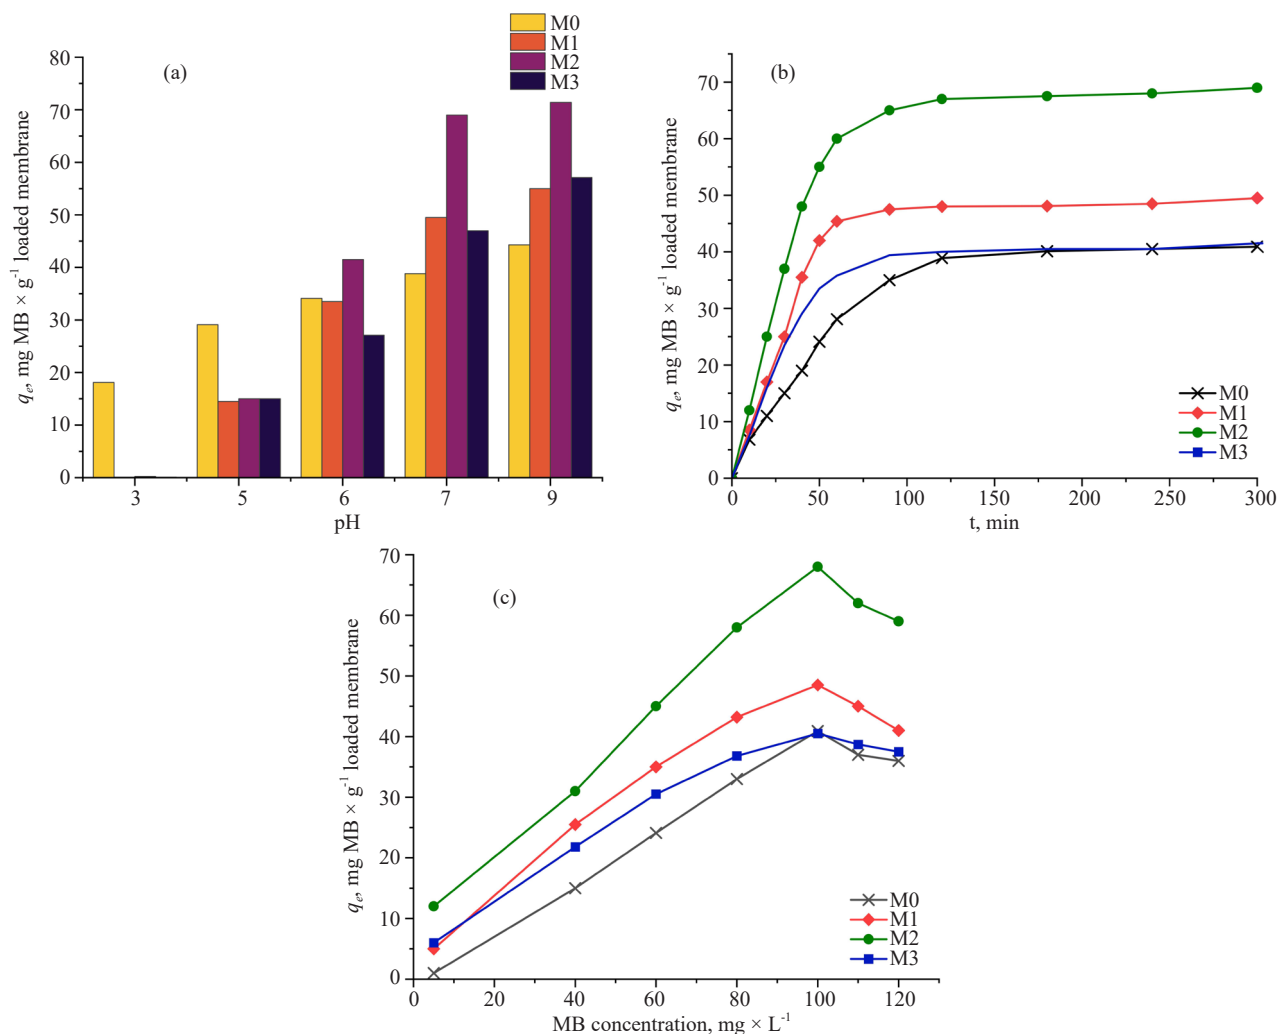 M0
M1
M2
M3
(a)
80
70
60
50
40
30
20
10
0
q_e, mg MB × g⁻¹ loaded membrane
3 5 6 7 9
pH
(b)
70
60
50
40
30
20
10
0
q_e, mg MB × g⁻¹ loaded membrane
M0
M1
M2
M3
0 50 100 150 200 250 300
t, min
(c)
70
60
50
40
30
20
10
0
q_e, mg MB × g⁻¹ loaded membrane
M0
M1
M2
M3
0 20 40 60 80 100 120
MB concentration, mg × L⁻¹